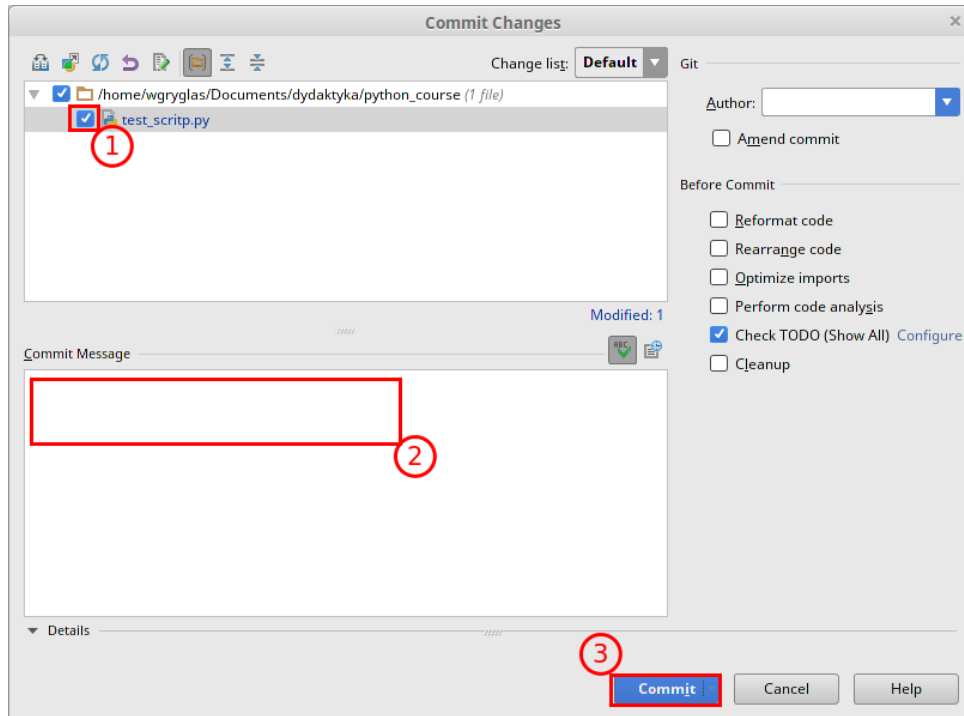 Commit Changes
Change list: Default
Git
/home/wgryglas/Documents/dydaktyka/python_course (1 file)
test_scritp.py
1
Author:
Amend commit
Before Commit
Reformat code
Rearrange code
Optimize imports
Perform code analysis
Check TODO (Show All) Configure
Cleanup
Modified: 1
Commit Message
ABC
2
Details
3
Commit
Cancel
Help